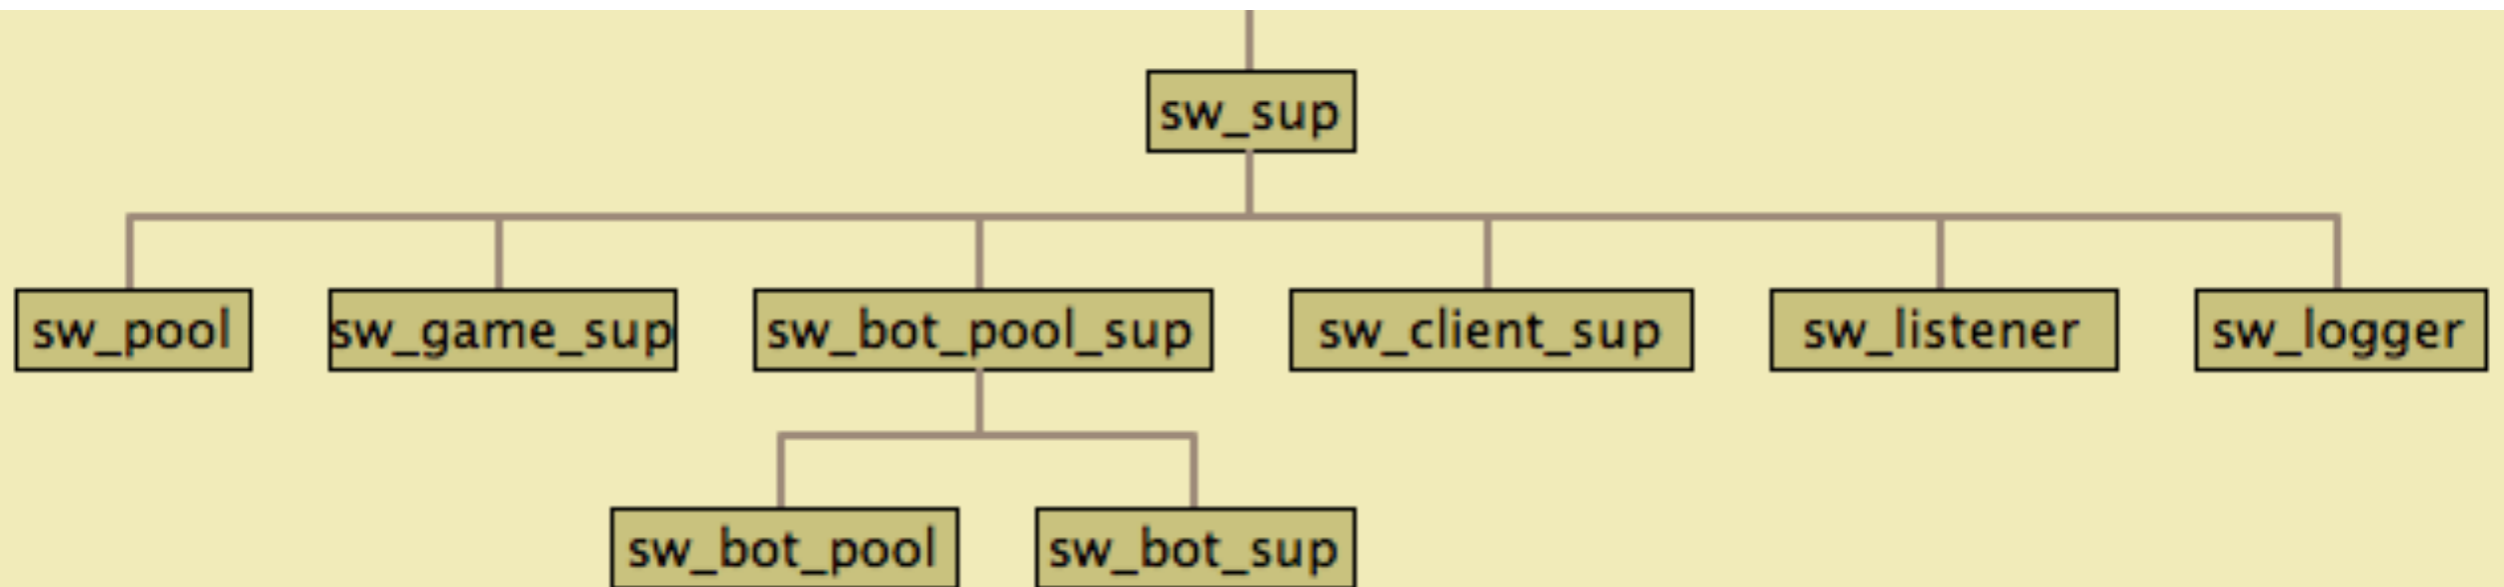 sw_sup
sw_pool
sw_game_sup
sw_bot_pool_sup
sw_client_sup
sw_listener
sw_logger
sw_bot_pool
sw_bot_sup